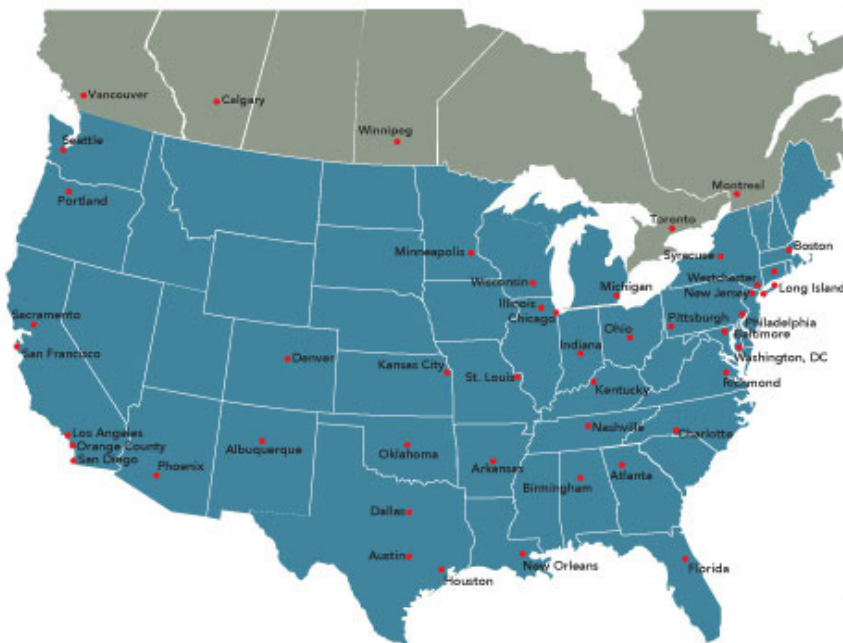 Vancouver
Calgary
Winnipeg
Seattle
Portland
Montreal
Toronto
Minneapolis
Syracuse
Boston
Wisconsin
Michigan
Westchester
Long Island
New Jersey
Illinois
Chicago
Sacramento
Pittsburgh
Philadelphia
Ohio
Baltimore
San Francisco
Denver
Indiana
Washington, DC
Kansas City
St. Louis
Kentucky
Richmond
Los Angeles
Nashville
Charlotte
Orange County
Albuquerque
Oklahoma
San Diego
Phoenix
Arkansas
Atlanta
Birmingham
Dallas
Austin
New Orleans
Houston
Florida